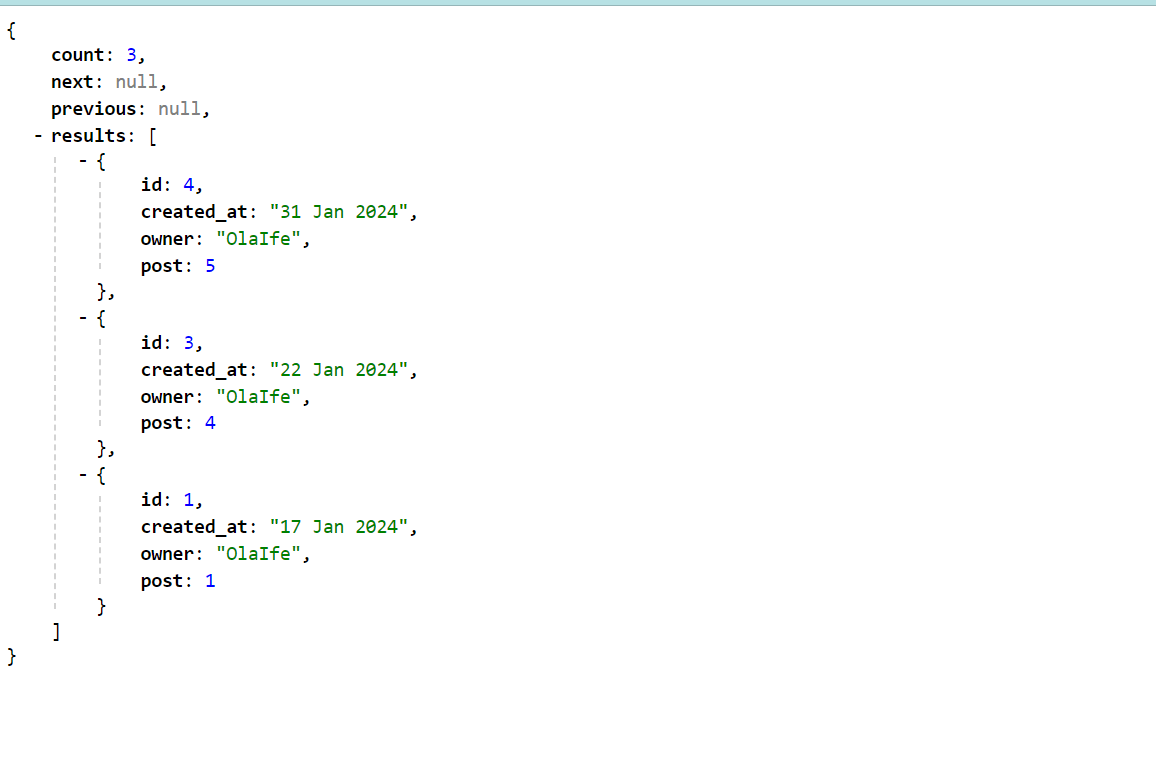 {
count: 3,
next: null,
previous: null,
- results: [
- {
id: 4,
created_at: "31 Jan 2024",
owner: "OlaIfe",
post: 5
},
- {
id: 3,
created_at: "22 Jan 2024",
owner: "OlaIfe",
post: 4
},
- {
id: 1,
created_at: "17 Jan 2024",
owner: "OlaIfe",
post: 1
}
]
}